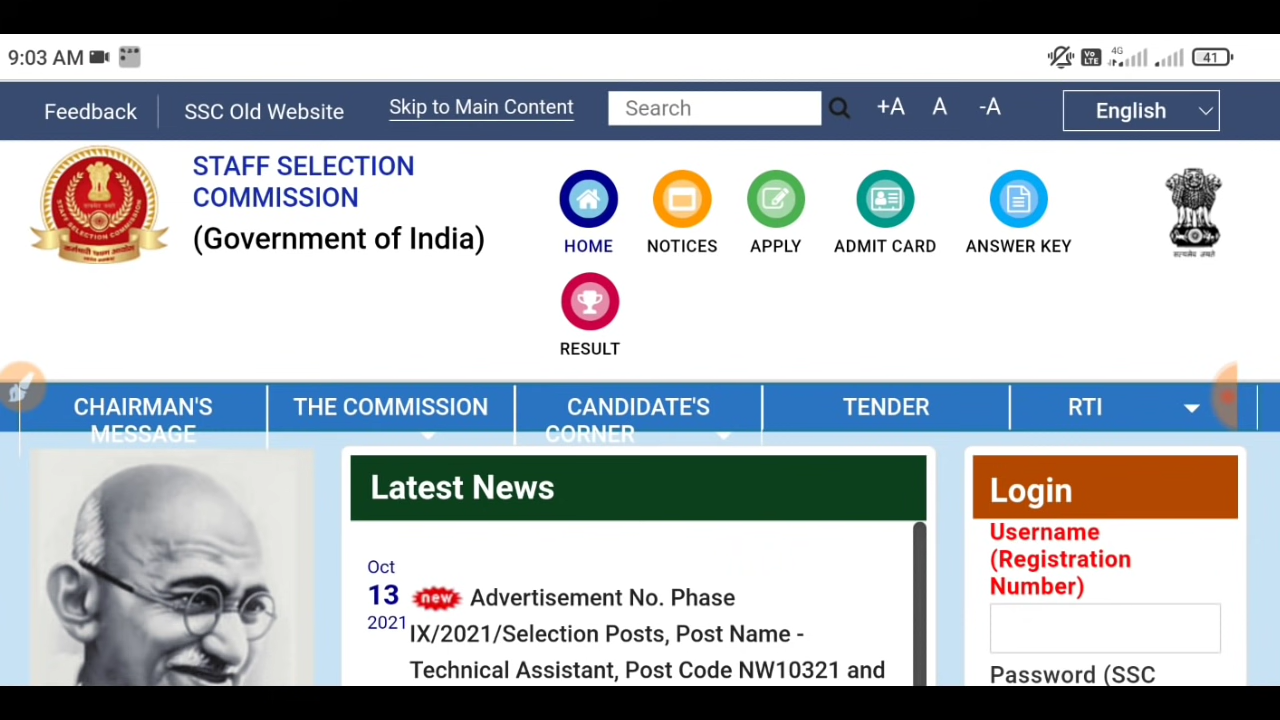 9:03 AM
Vo LTE
4G
41
Feedback
SSC Old Website
Skip to Main Content
Search
+A
A
-A
English
STAFF SELECTION
COMMISSION
(Government of India)
HOME
NOTICES
APPLY
ADMIT CARD
ANSWER KEY
RESULT
CHAIRMAN'S
MESSAGE
THE COMMISSION
CANDIDATE'S
CORNER
TENDER
RTI
Latest News
Oct
13
2021
new Advertisement No. Phase
IX/2021/Selection Posts, Post Name -
Technical Assistant, Post Code NW10321 and
Login
Username
(Registration
Number)
Password (SSC